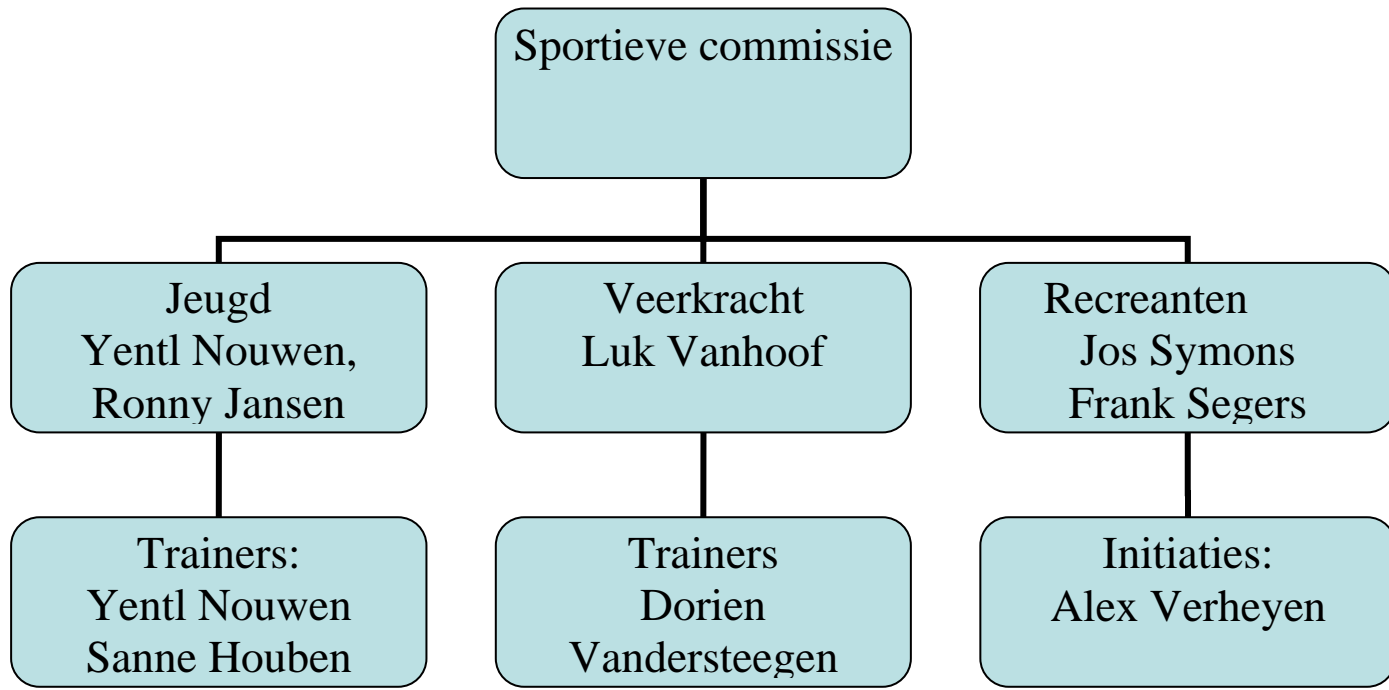 Sportieve commissie
Jeugd
Yentl Nouwen,
Ronny Jansen
Veerkracht
Luk Vanhoof
Recreanten
Jos Symons
Frank Segers
Trainers:
Yentl Nouwen
Sanne Houben
Trainers
Dorien
Vandersteegen
Initiaties:
Alex Verheyen